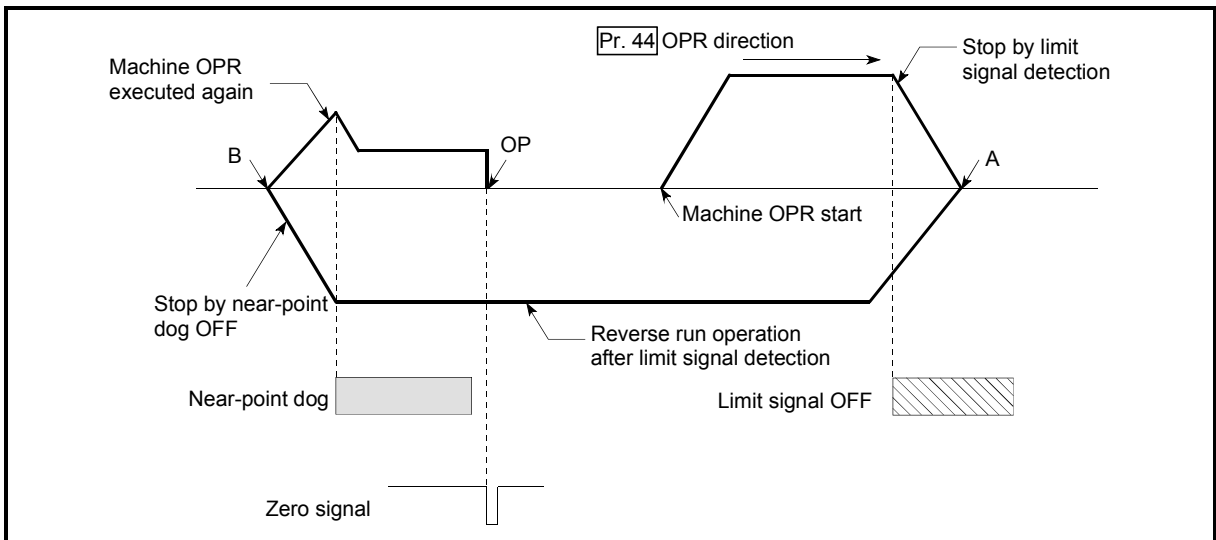 Pr. 44 OPR direction
Stop by limit
signal detection
Machine OPR
executed again
B
OP
A
Machine OPR start
Stop by near-point
dog OFF
Reverse run operation
after limit signal detection
Near-point dog
Limit signal OFF
Zero signal